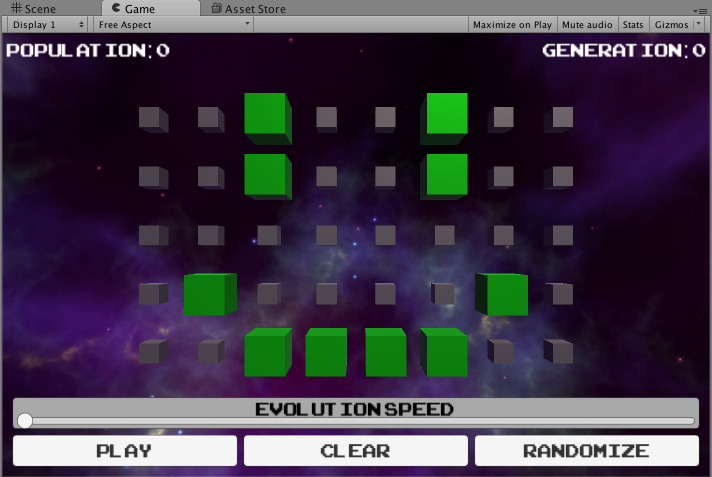 Scene Game Asset Store
Display 1 Free Aspect Maximize on Play Mute audio Stats Gizmos
POPULATION:0 GENERATION:0
EVOLUTION SPEED
PLAY CLEAR RANDOMIZE